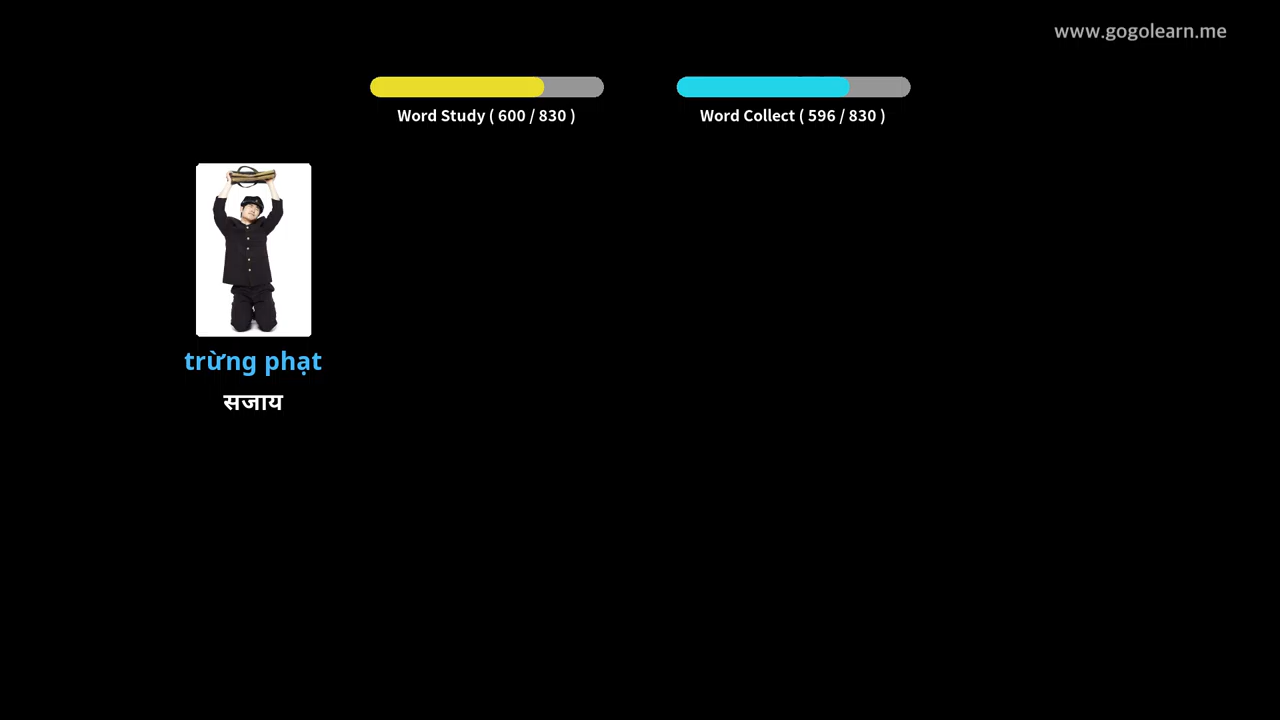 www.gogolearn.me
Word Study ( 600 / 830 )
Word Collect ( 596 / 830 )
trừng phạt
सजाय